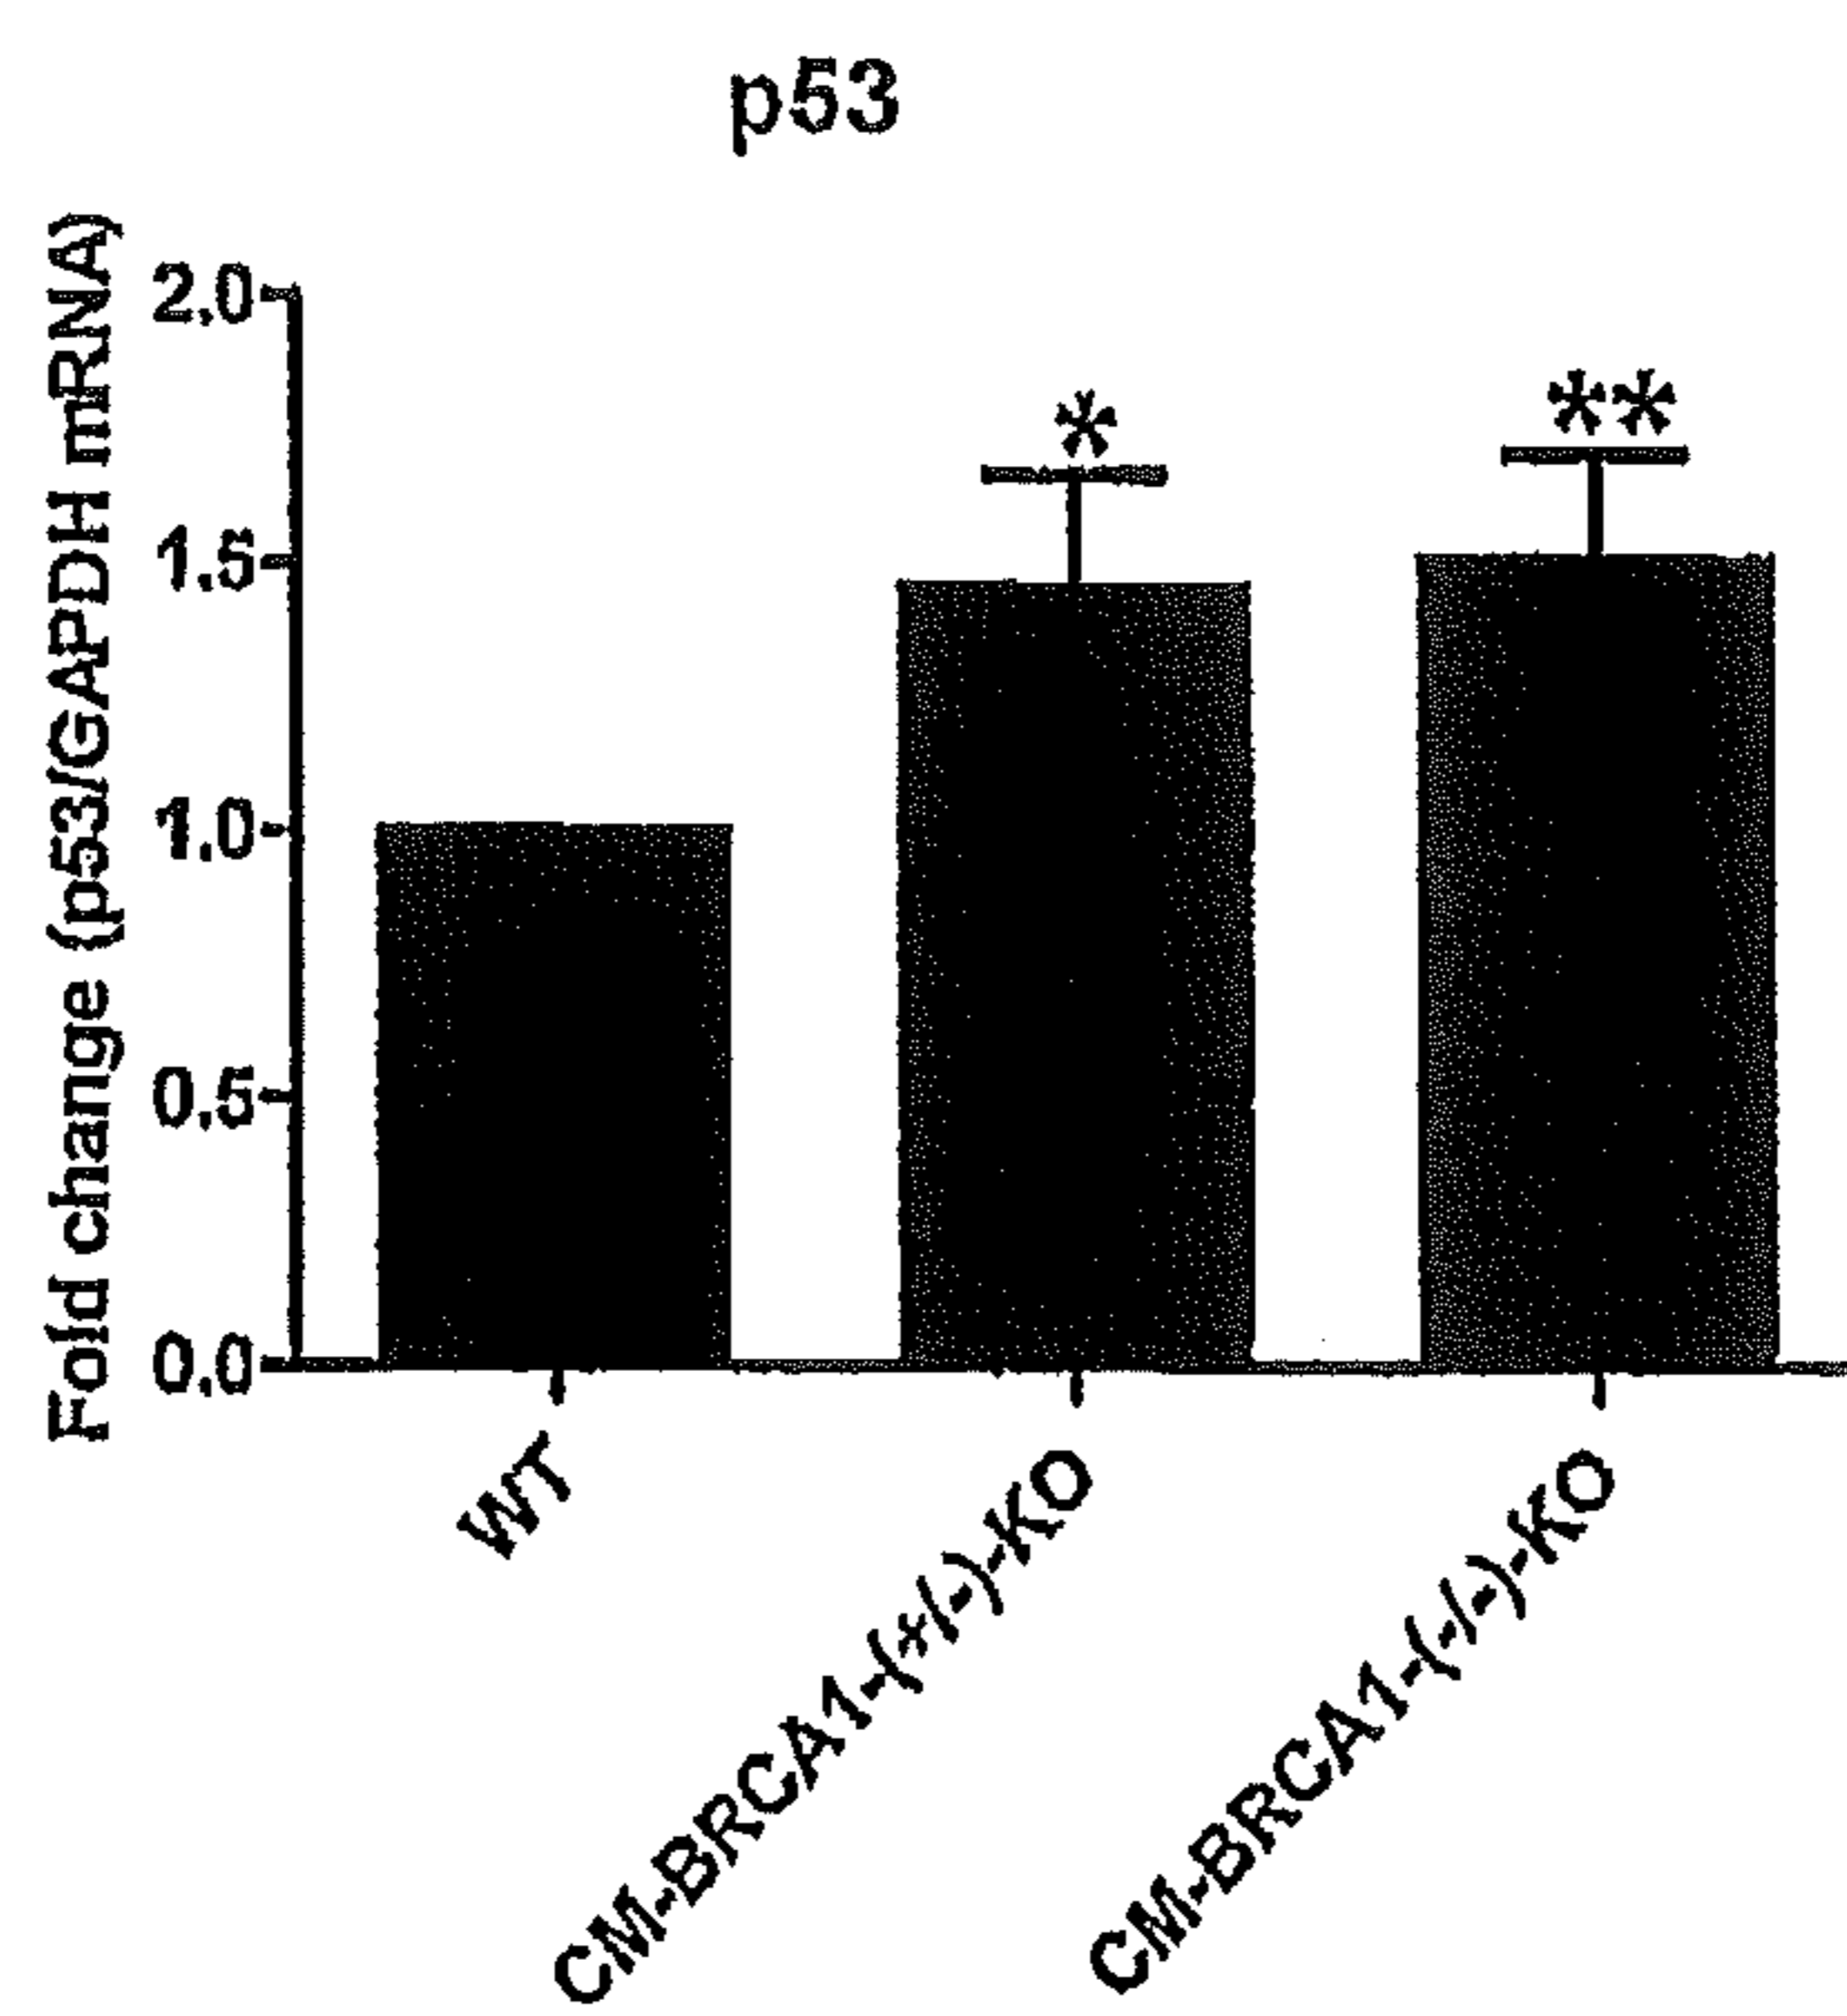 p53
Fold change (p53/GAPDH mRNA)
2.0
*
**
1.5
1.0
0.5
0.0
WT
CM-BRCA1-(+/-)-KO
CM-BRCA1-(-/-)-KO